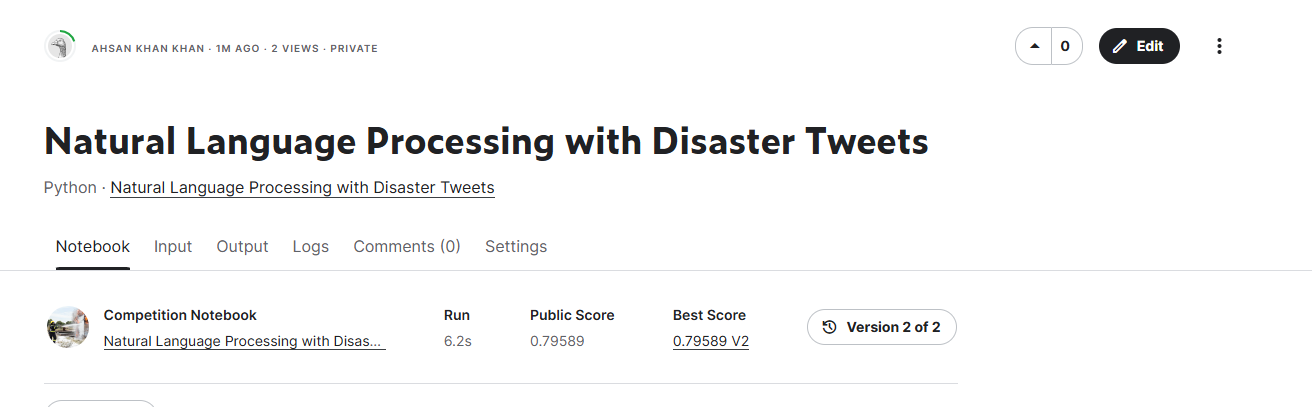 AHSAN KHAN KHAN · 1M AGO · 2 VIEWS · PRIVATE
0
Edit
Natural Language Processing with Disaster Tweets
Python · Natural Language Processing with Disaster Tweets
Notebook Input Output Logs Comments (0) Settings
Competition Notebook Run Public Score Best Score
Natural Language Processing with Disas... 6.2s 0.79589 0.79589 V2
Version 2 of 2